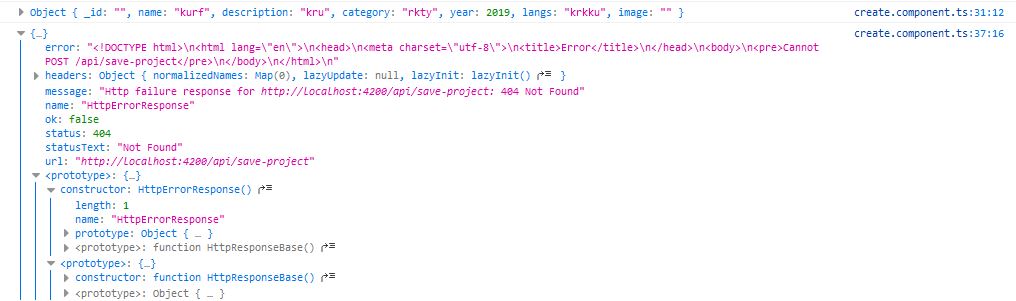 Object { _id: "", name: "kurf", description: "kru", category: "rkty", year: 2019, langs: "krkku", image: "" } create.component.ts:31:12
{…} create.component.ts:37:16
error: "<!DOCTYPE html>\n<html lang=\"en\">\n<head>\n<meta charset=\"utf-8\">\n<title>Error</title>\n</head>\n<body>\n<pre>Cannot
POST /api/save-project</pre>\n</body>\n</html>\n"
headers: Object { normalizedNames: Map(0), lazyUpdate: null, lazyInit: lazyInit() }
message: "Http failure response for http://localhost:4200/api/save-project: 404 Not Found"
name: "HttpErrorResponse"
ok: false
status: 404
statusText: "Not Found"
url: "http://localhost:4200/api/save-project"
<prototype>: {…}
constructor: HttpErrorResponse()
length: 1
name: "HttpErrorResponse"
prototype: Object { … }
<prototype>: function HttpResponseBase()
<prototype>: {…}
constructor: function HttpResponseBase()
<prototype>: Object { … }